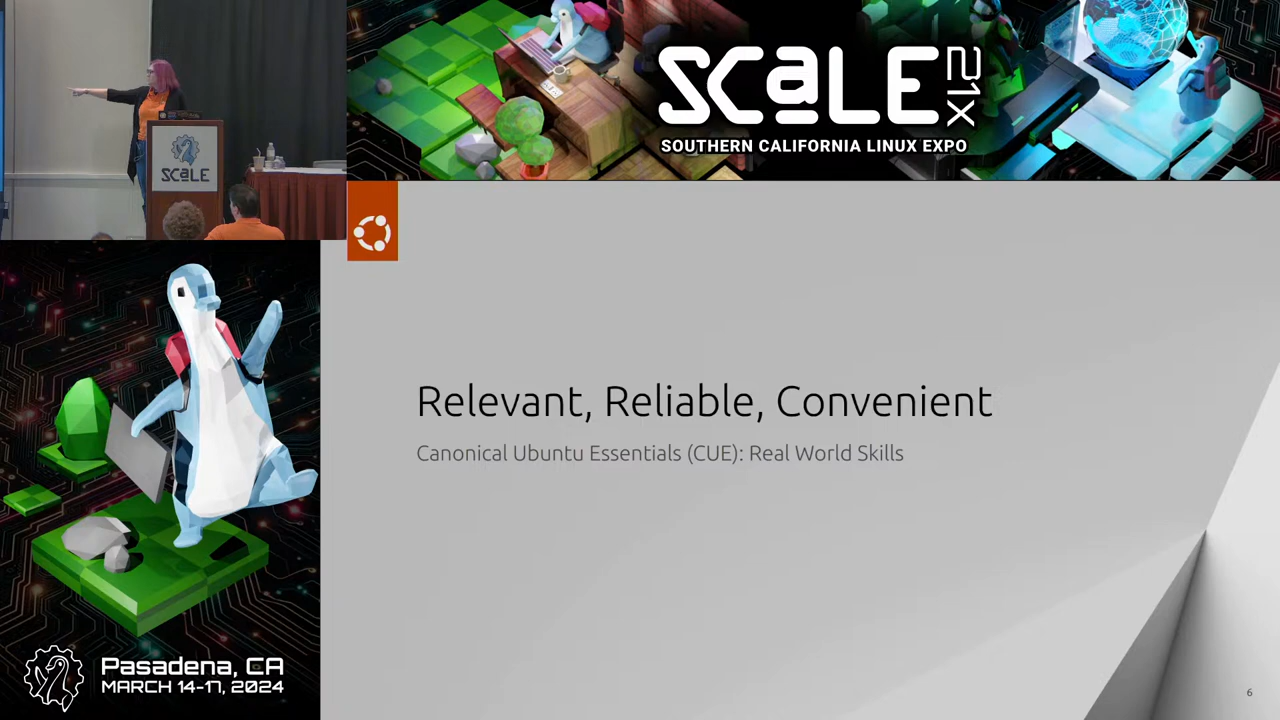 SCALE
SCALE 21X
SOUTHERN CALIFORNIA LINUX EXPO
Relevant, Reliable, Convenient
Canonical Ubuntu Essentials (CUE): Real World Skills
Pasadena, CA
MARCH 14-17, 2024
6